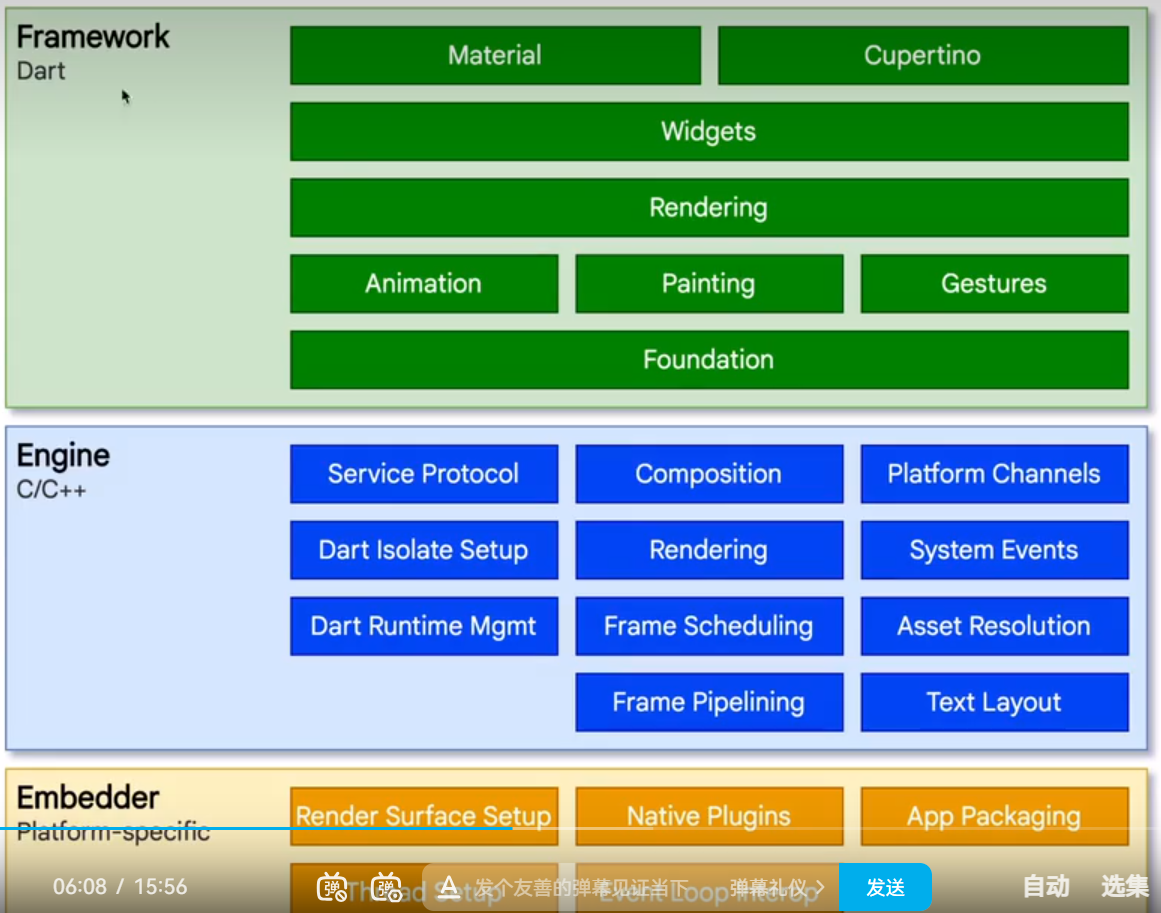 Framework
Dart
Material
Cupertino
Widgets
Rendering
Animation
Painting
Gestures
Foundation
Engine
C/C++
Service Protocol
Composition
Platform Channels
Dart Isolate Setup
Rendering
System Events
Dart Runtime Mgmt
Frame Scheduling
Asset Resolution
Frame Pipelining
Text Layout
Embedder
Platform-specific
Render Surface Setup
Native Plugins
App Packaging
Thread Setup
Event Loop Interop
06:08 / 15:56
弹
弹
A
发个友善的弹幕见证当下
弹幕礼仪 >
发送
自动
选集